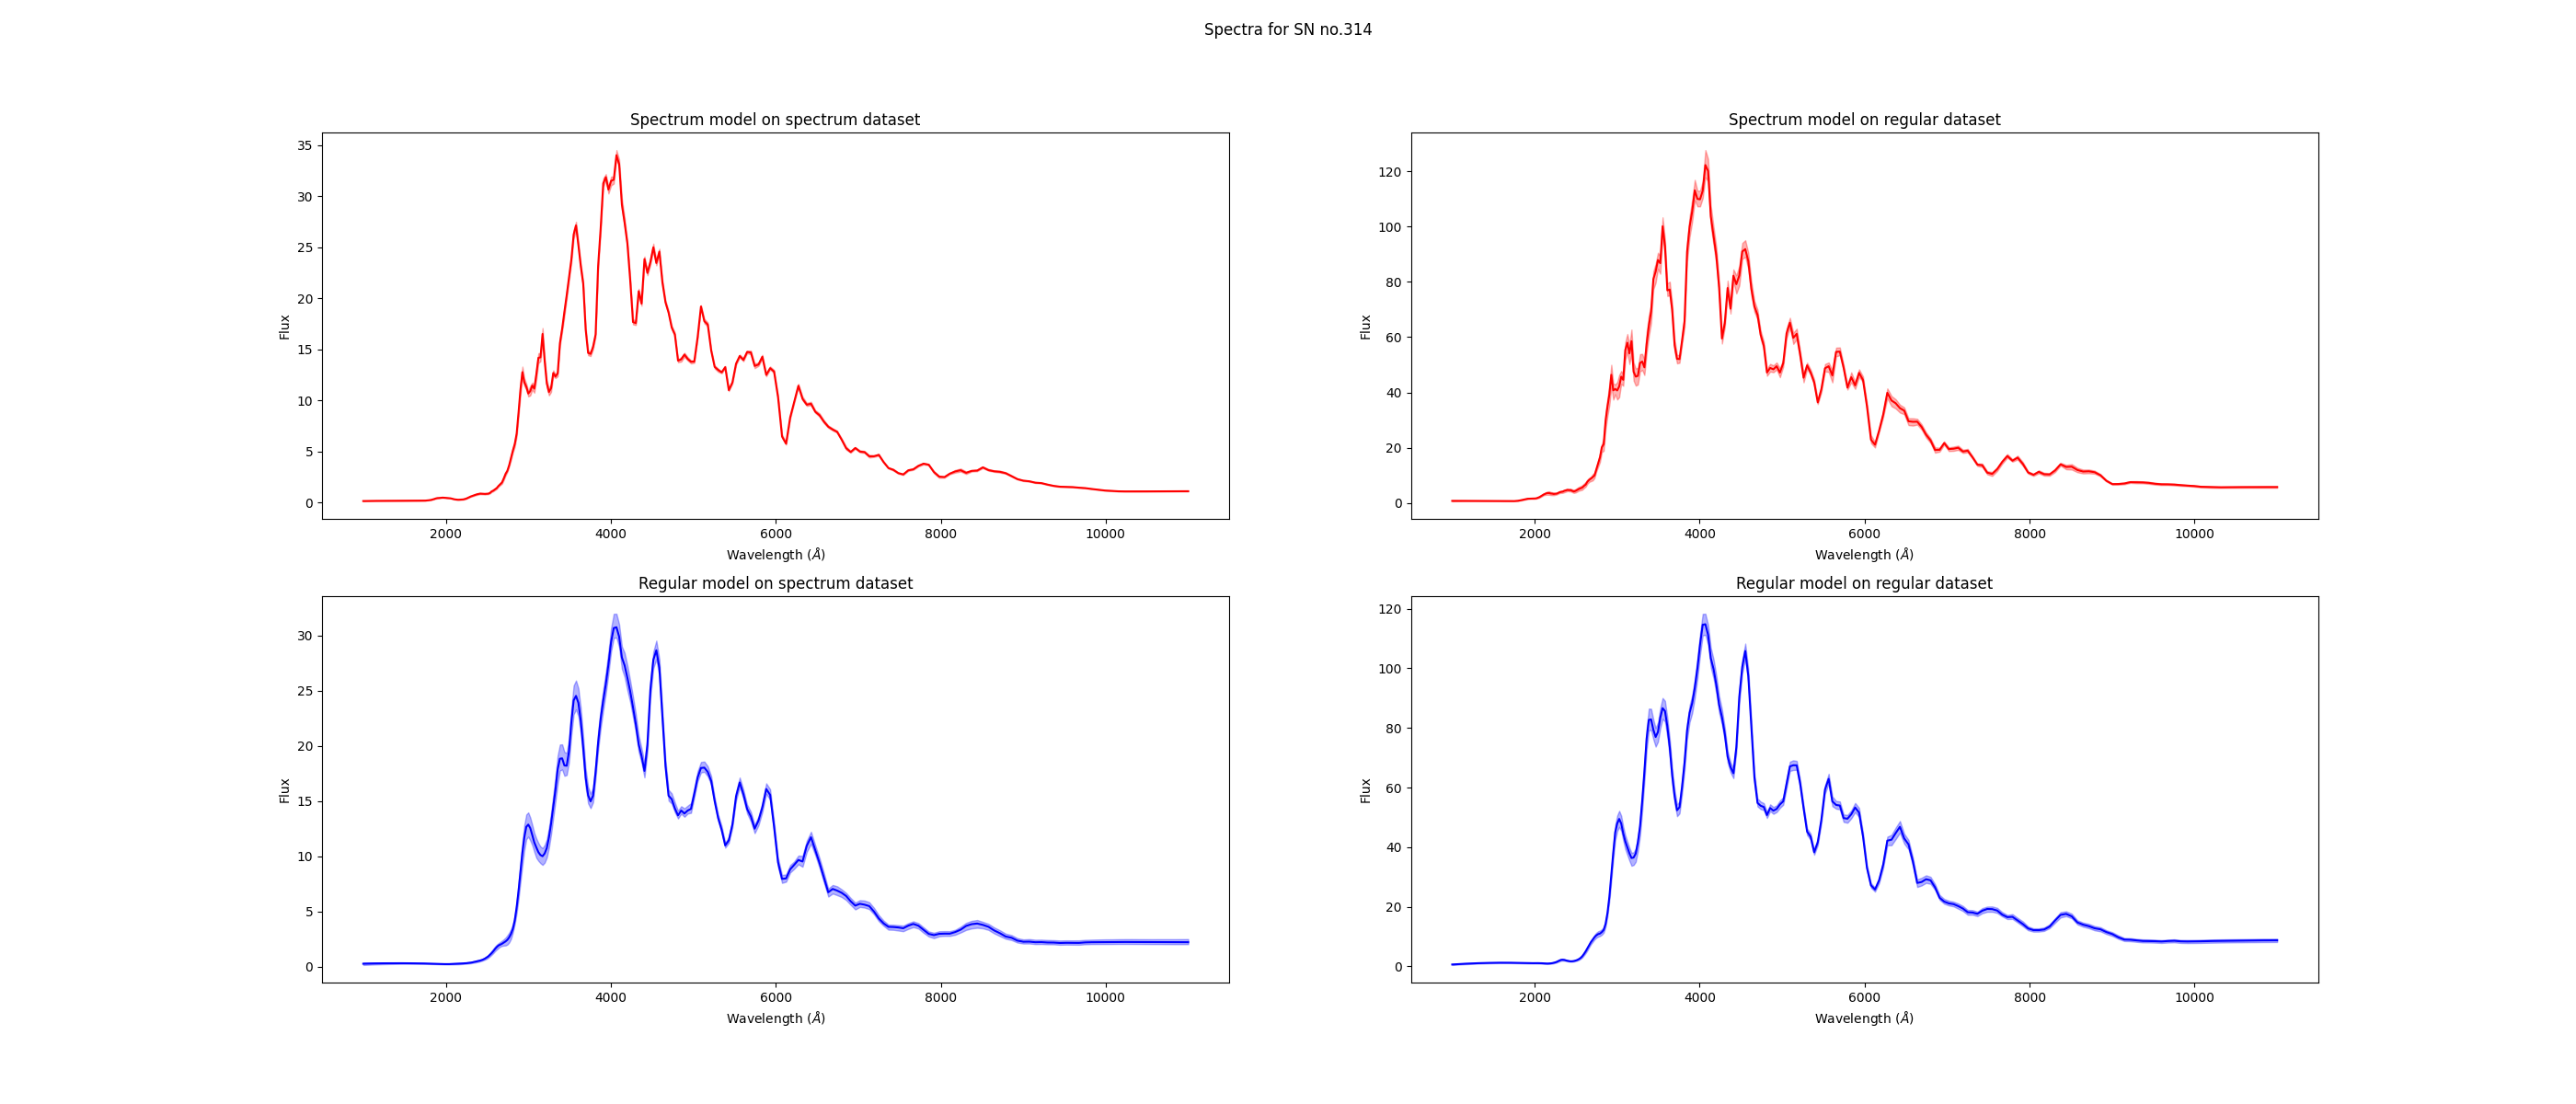 Spectra for SN no.314
Spectrum model on spectrum dataset
35
30
25
20
15
10
5
0
Flux
2000 4000 6000 8000 10000
Wavelength (Å)
Spectrum model on regular dataset
120
100
80
60
40
20
0
Flux
2000 4000 6000 8000 10000
Wavelength (Å)
Regular model on spectrum dataset
30
25
20
15
10
5
0
Flux
2000 4000 6000 8000 10000
Wavelength (Å)
Regular model on regular dataset
120
100
80
60
40
20
0
Flux
2000 4000 6000 8000 10000
Wavelength (Å)